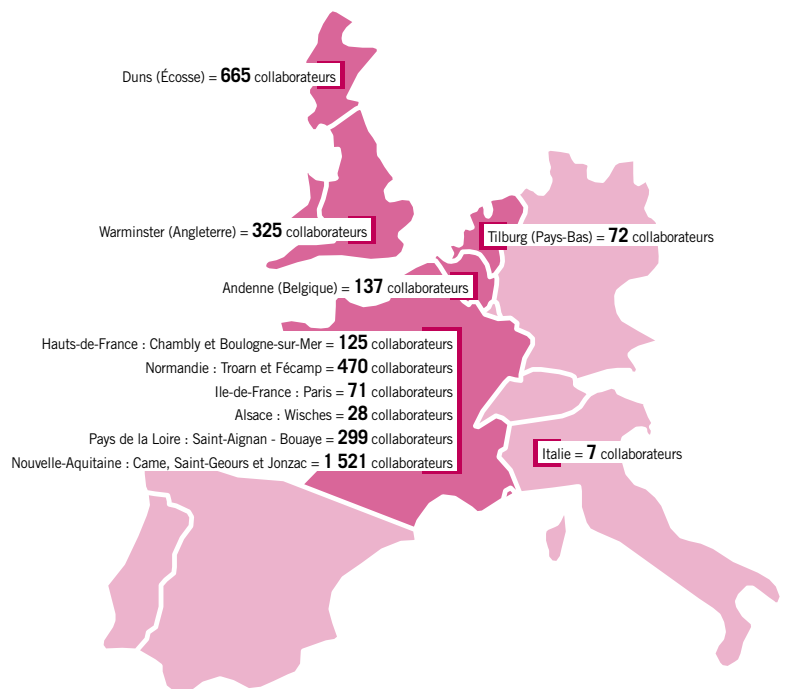 Duns (Écosse) = 665 collaborateurs
Warminster (Angleterre) = 325 collaborateurs
Tilburg (Pays-Bas) = 72 collaborateurs
Andenne (Belgique) = 137 collaborateurs
Hauts-de-France : Chambly et Boulogne-sur-Mer = 125 collaborateurs
Normandie : Troarn et Fécamp = 470 collaborateurs
Ile-de-France : Paris = 71 collaborateurs
Alsace : Wisches = 28 collaborateurs
Pays de la Loire : Saint-Aignan - Bouaye = 299 collaborateurs
Nouvelle-Aquitaine : Came, Saint-Geours et Jonzac = 1 521 collaborateurs
Italie = 7 collaborateurs